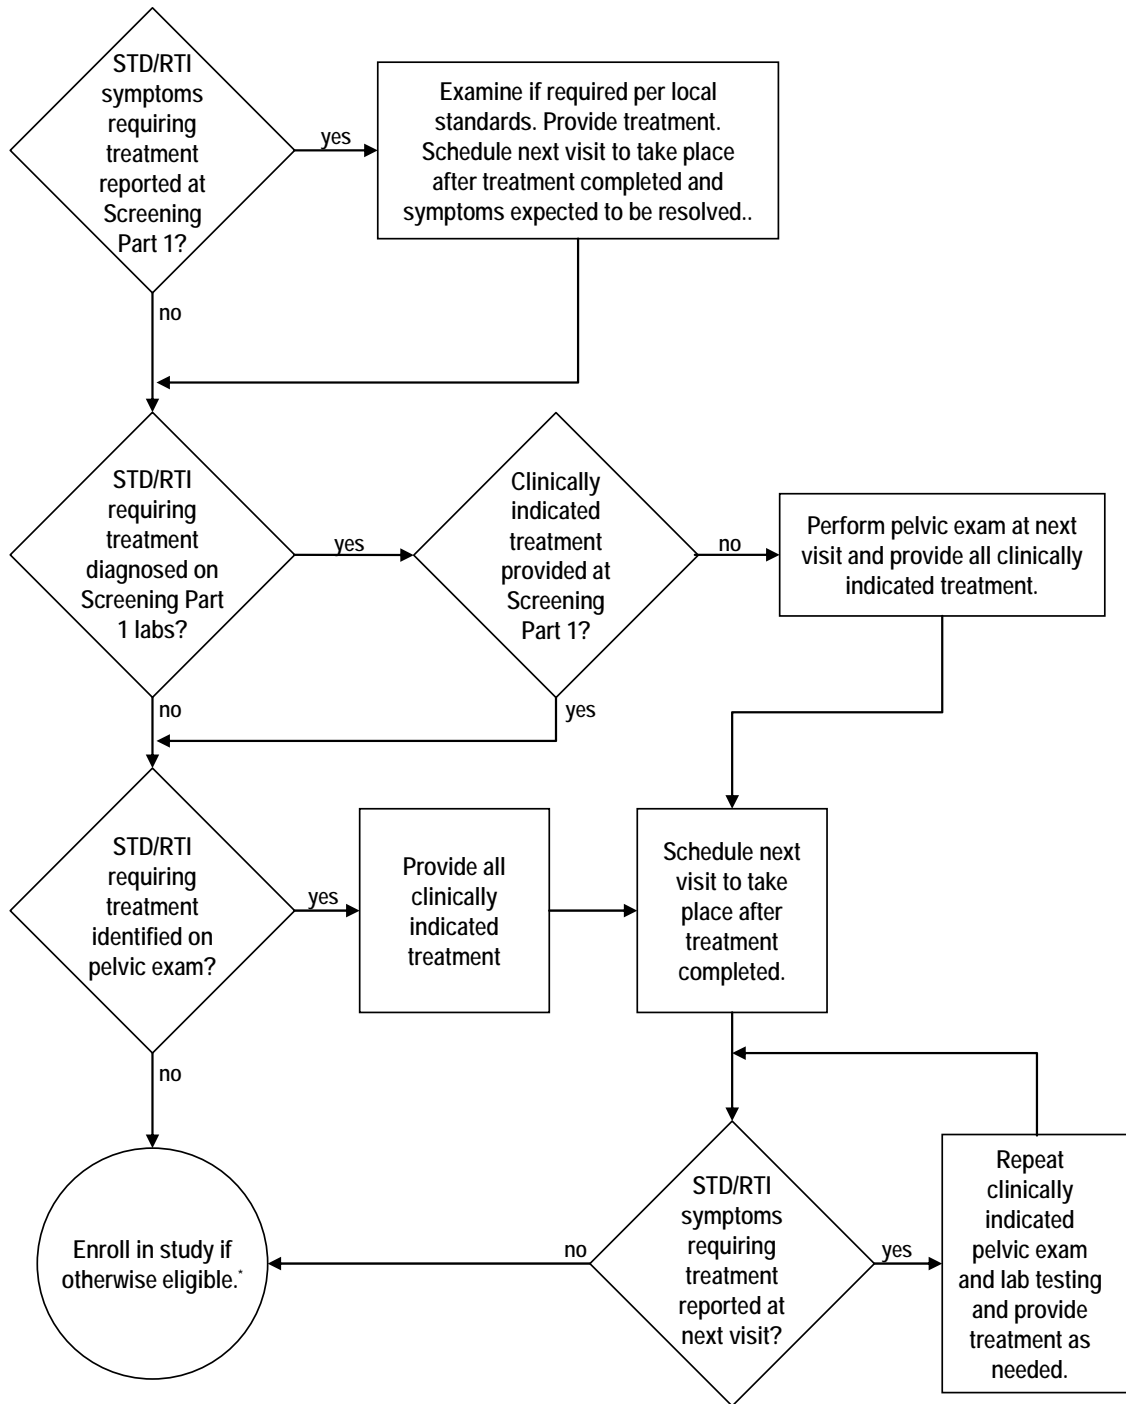 STD/RTI
symptoms
requiring
treatment
reported at
Screening
Part 1?
yes
Examine if required per local
standards. Provide treatment.
Schedule next visit to take place
after treatment completed and
symptoms expected to be resolved..
no
STD/RTI
requiring
treatment
diagnosed on
Screening Part
1 labs?
yes
Clinically
indicated
treatment
provided at
Screening
Part 1?
no
Perform pelvic exam at next
visit and provide all clinically
indicated treatment.
no
yes
STD/RTI
requiring
treatment
identified on
pelvic exam?
yes
Provide all
clinically
indicated
treatment
Schedule next
visit to take
place after
treatment
completed.
no
Enroll in study if
otherwise eligible.*
no
STD/RTI
symptoms
requiring
treatment
reported at
next visit?
yes
Repeat
clinically
indicated
pelvic exam
and lab testing
and provide
treatment as
needed.